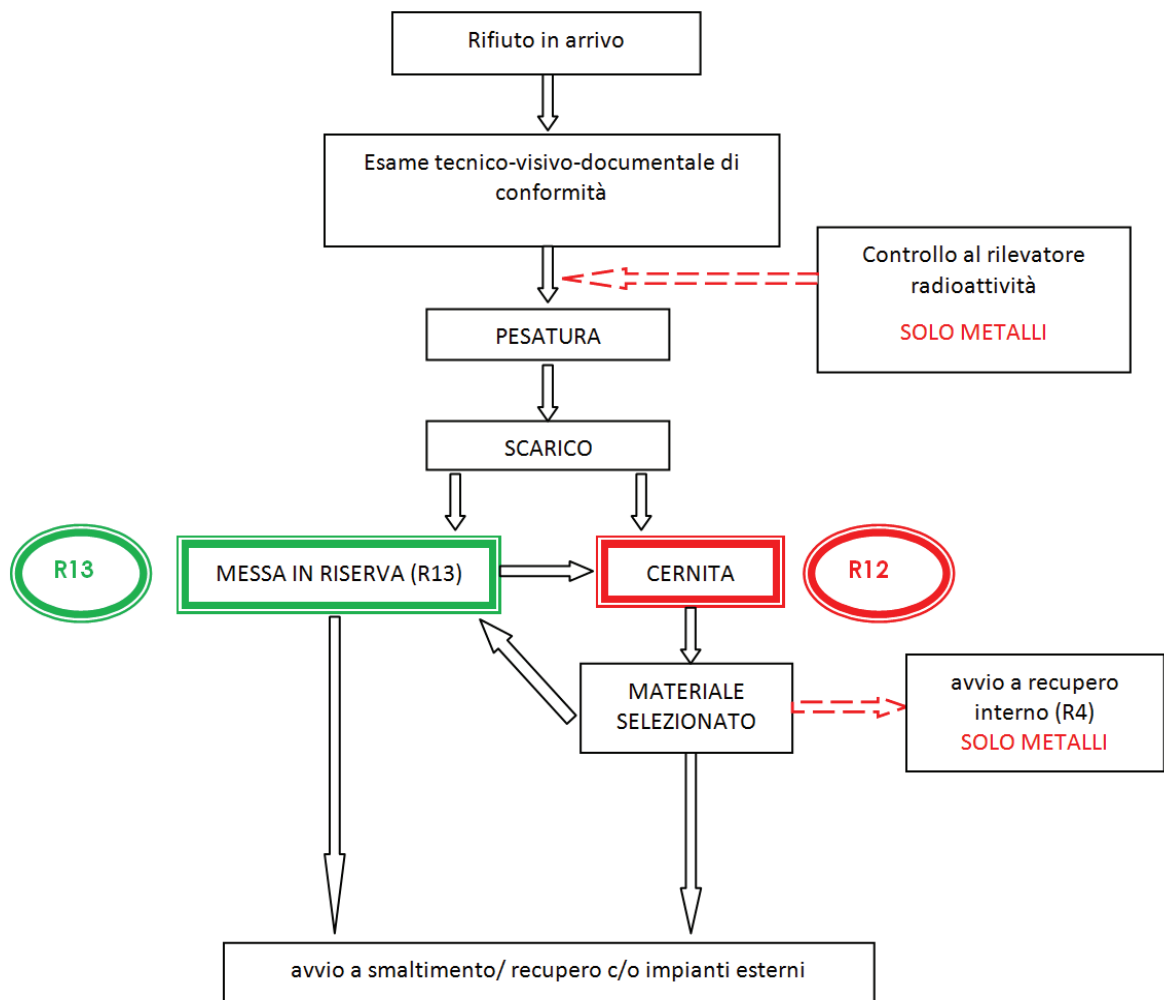 Rifiuto in arrivo
Esame tecnico-visivo-documentale di
conformità
Controllo al rilevatore
radioattività
SOLO METALLI
PESATURA
SCARICO
R13
MESSA IN RISERVA (R13)
CERNITA
R12
MATERIALE
SELEZIONATO
avvio a recupero
interno (R4)
SOLO METALLI
avvio a smaltimento/ recupero c/o impianti esterni